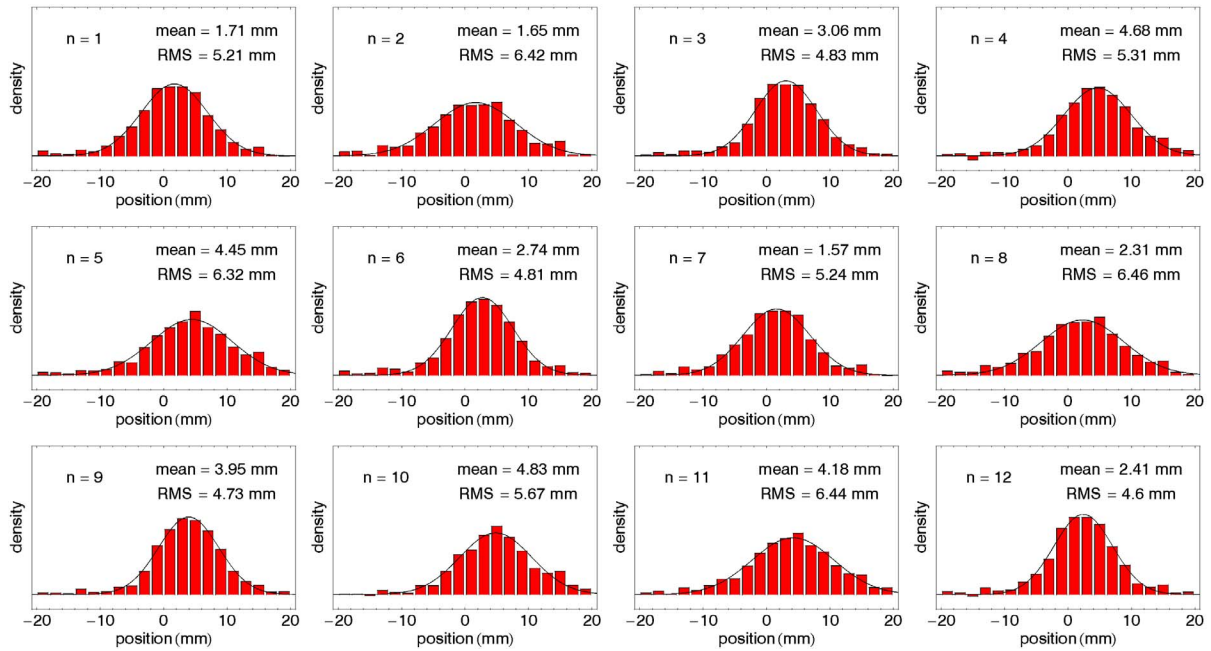 n = 1
mean = 1.71 mm
RMS = 5.21 mm
density
−20 −10 0 10 20
position (mm)
n = 2
mean = 1.65 mm
RMS = 6.42 mm
density
−20 −10 0 10 20
position (mm)
n = 3
mean = 3.06 mm
RMS = 4.83 mm
density
−20 −10 0 10 20
position (mm)
n = 4
mean = 4.68 mm
RMS = 5.31 mm
density
−20 −10 0 10 20
position (mm)
n = 5
mean = 4.45 mm
RMS = 6.32 mm
density
−20 −10 0 10 20
position (mm)
n = 6
mean = 2.74 mm
RMS = 4.81 mm
density
−20 −10 0 10 20
position (mm)
n = 7
mean = 1.57 mm
RMS = 5.24 mm
density
−20 −10 0 10 20
position (mm)
n = 8
mean = 2.31 mm
RMS = 6.46 mm
density
−20 −10 0 10 20
position (mm)
n = 9
mean = 3.95 mm
RMS = 4.73 mm
density
−20 −10 0 10 20
position (mm)
n = 10
mean = 4.83 mm
RMS = 5.67 mm
density
−20 −10 0 10 20
position (mm)
n = 11
mean = 4.18 mm
RMS = 6.44 mm
density
−20 −10 0 10 20
position (mm)
n = 12
mean = 2.41 mm
RMS = 4.6 mm
density
−20 −10 0 10 20
position (mm)